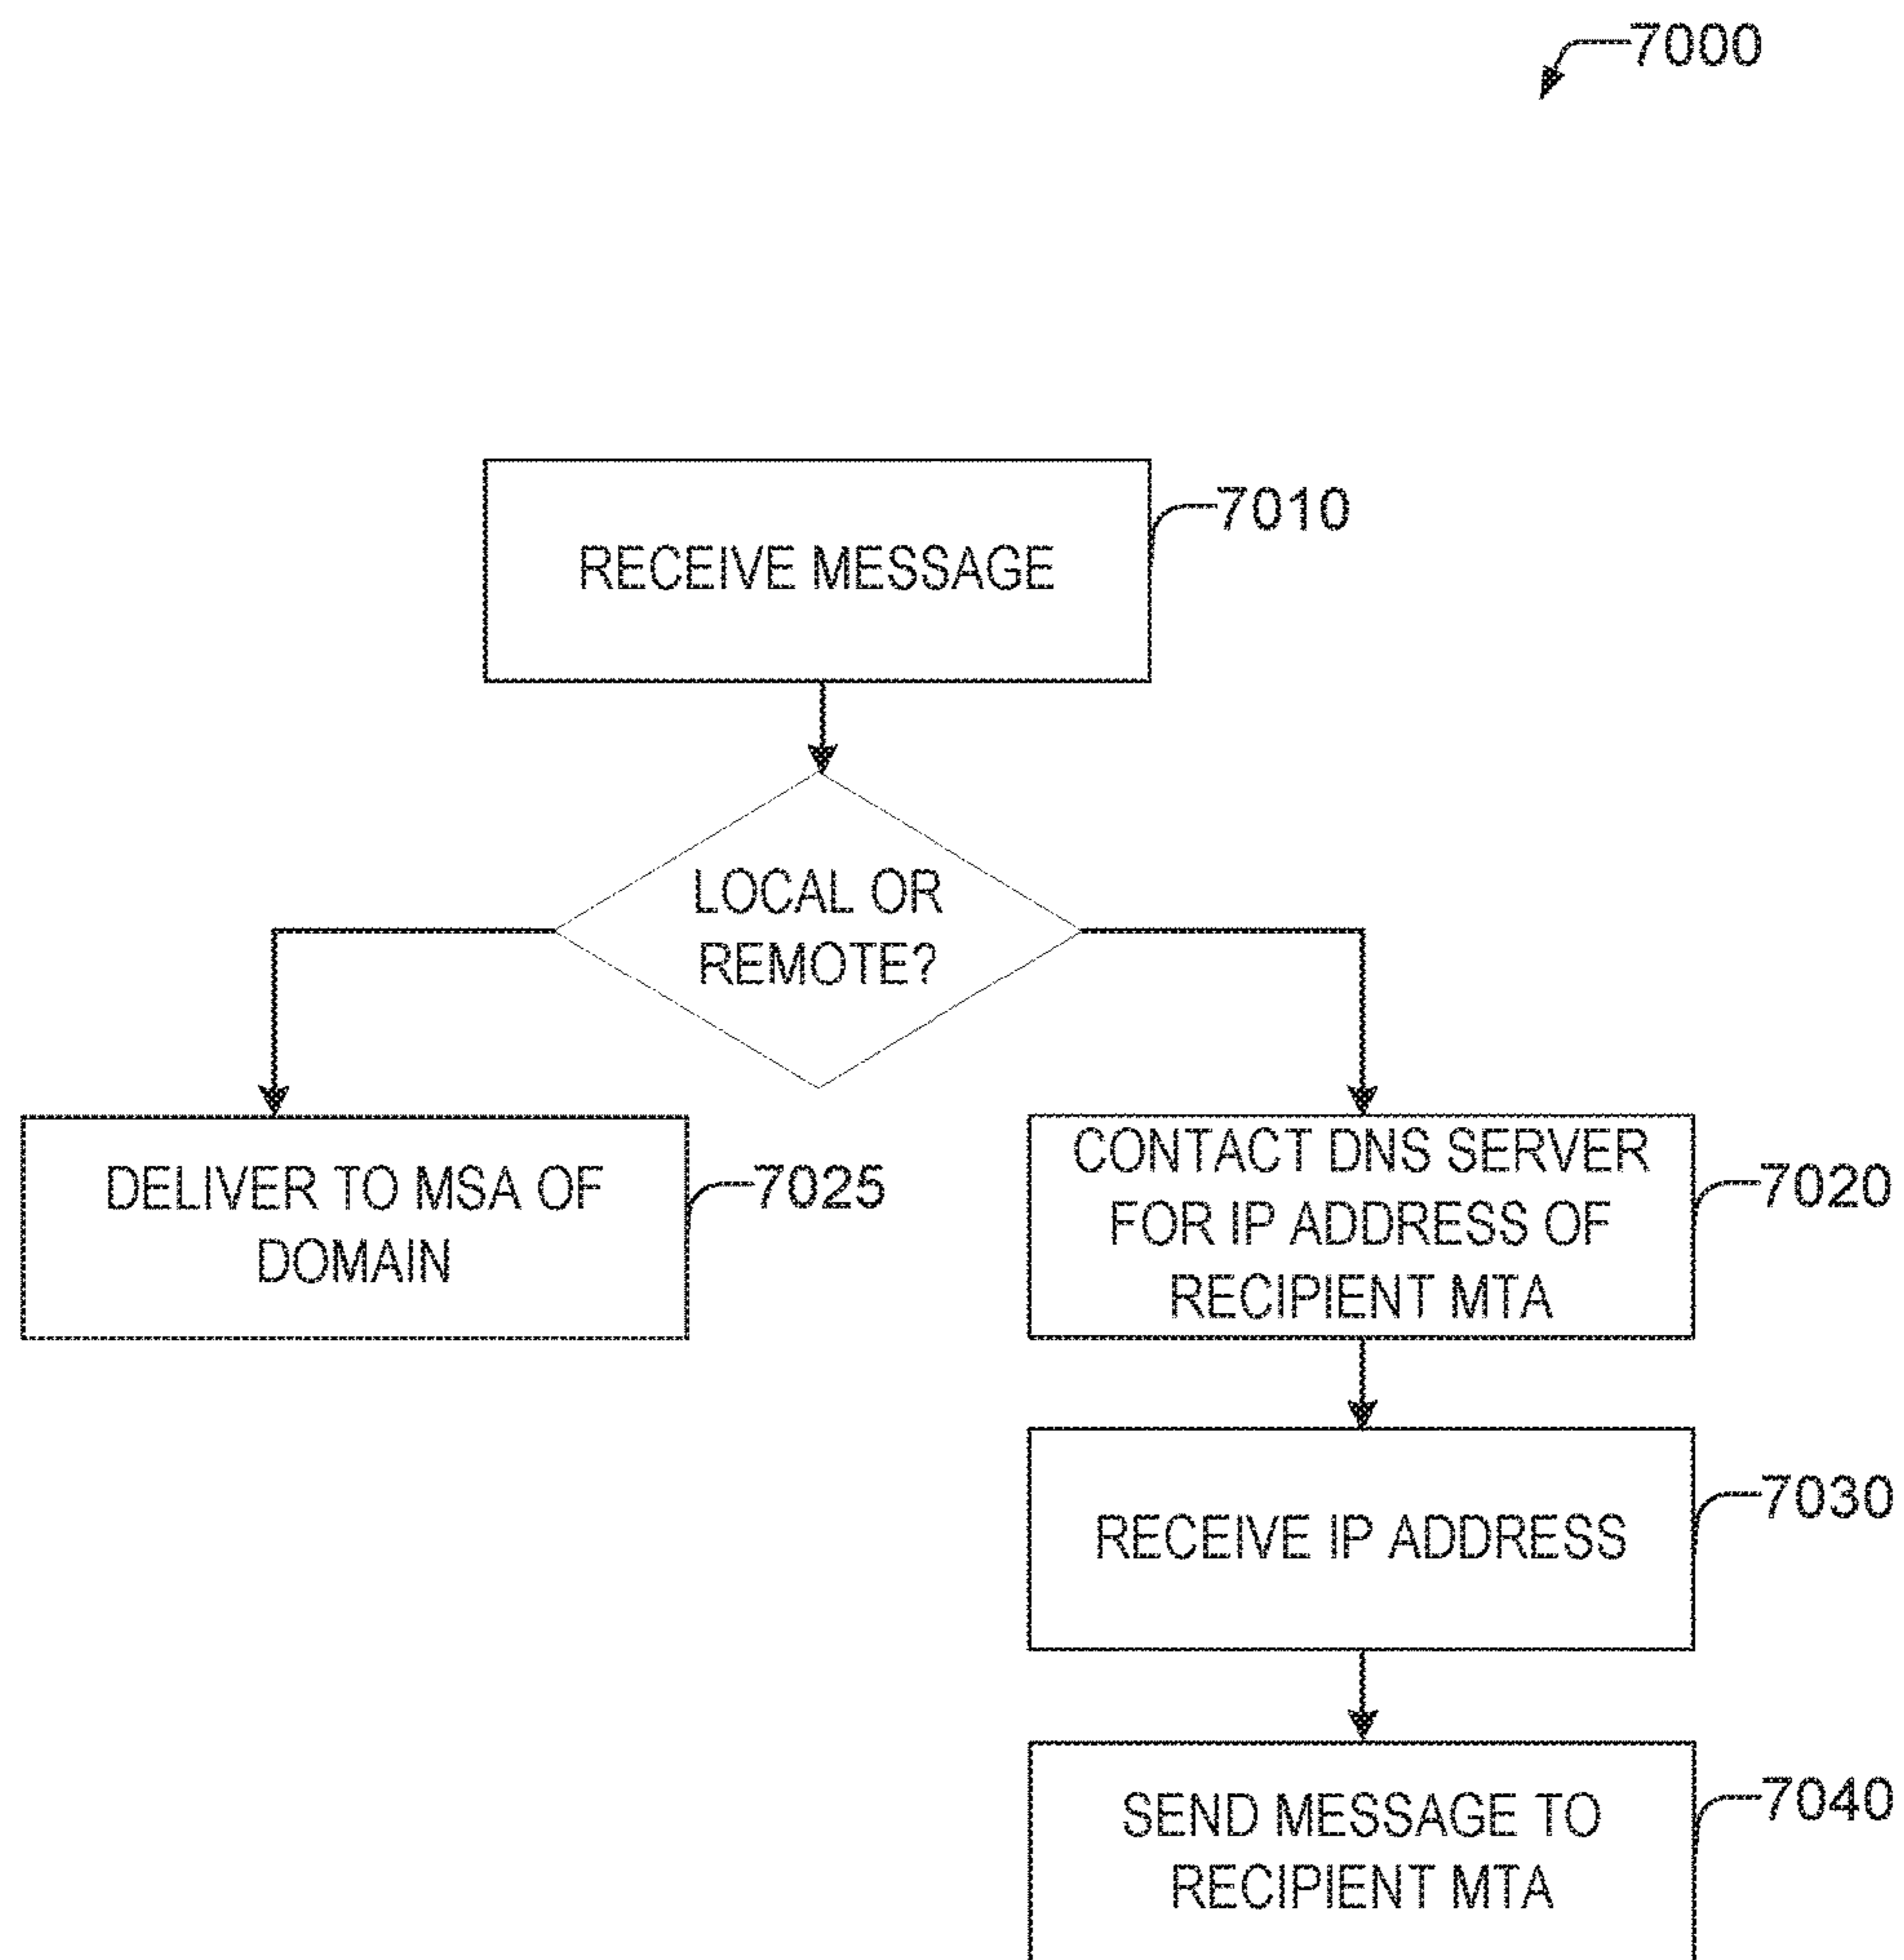 7000
RECEIVE MESSAGE
7010
LOCAL OR
REMOTE?
DELIVER TO MSA OF
DOMAIN
7025
CONTACT DNS SERVER
FOR IP ADDRESS OF
RECIPIENT MTA
7020
RECEIVE IP ADDRESS
7030
SEND MESSAGE TO
RECIPIENT MTA
7040